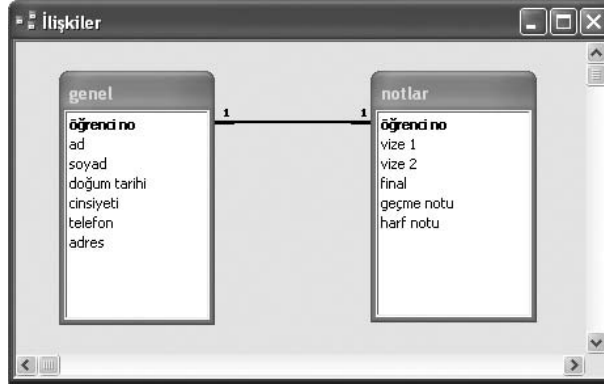 İlişkiler
genel
öğrenci no
ad
soyad
doğum tarihi
cinsiyeti
telefon
adres
1
1
notlar
öğrenci no
vize 1
vize 2
final
geçme notu
harf notu